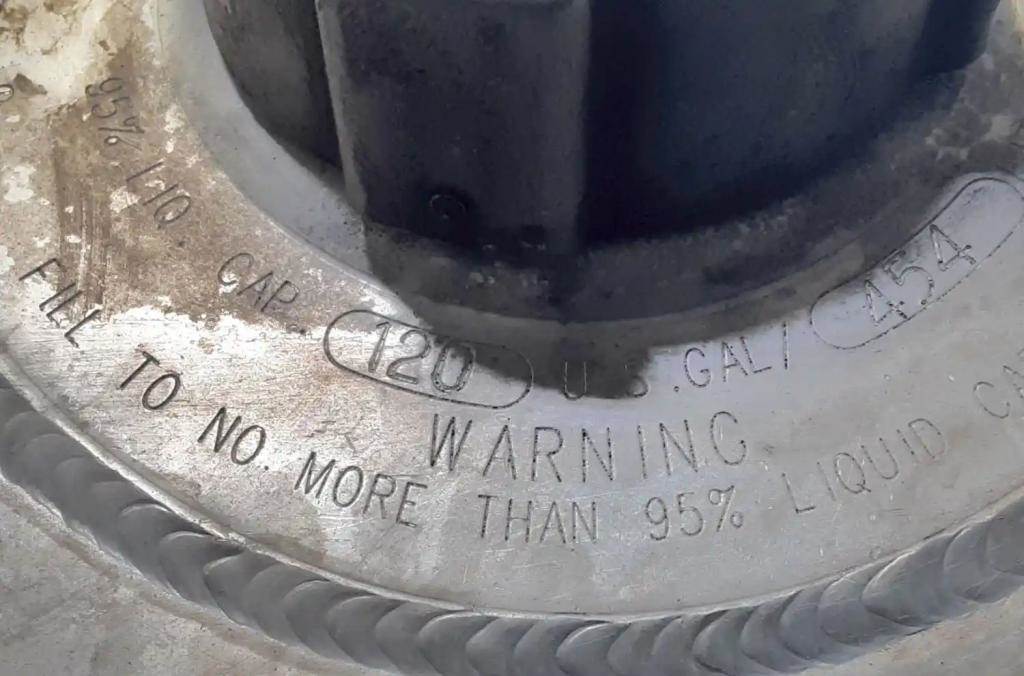 95% LIQ. CAP. 120 U.S.GAL/ 454
WARNING
FILL TO NO. MORE THAN 95% LIQUID